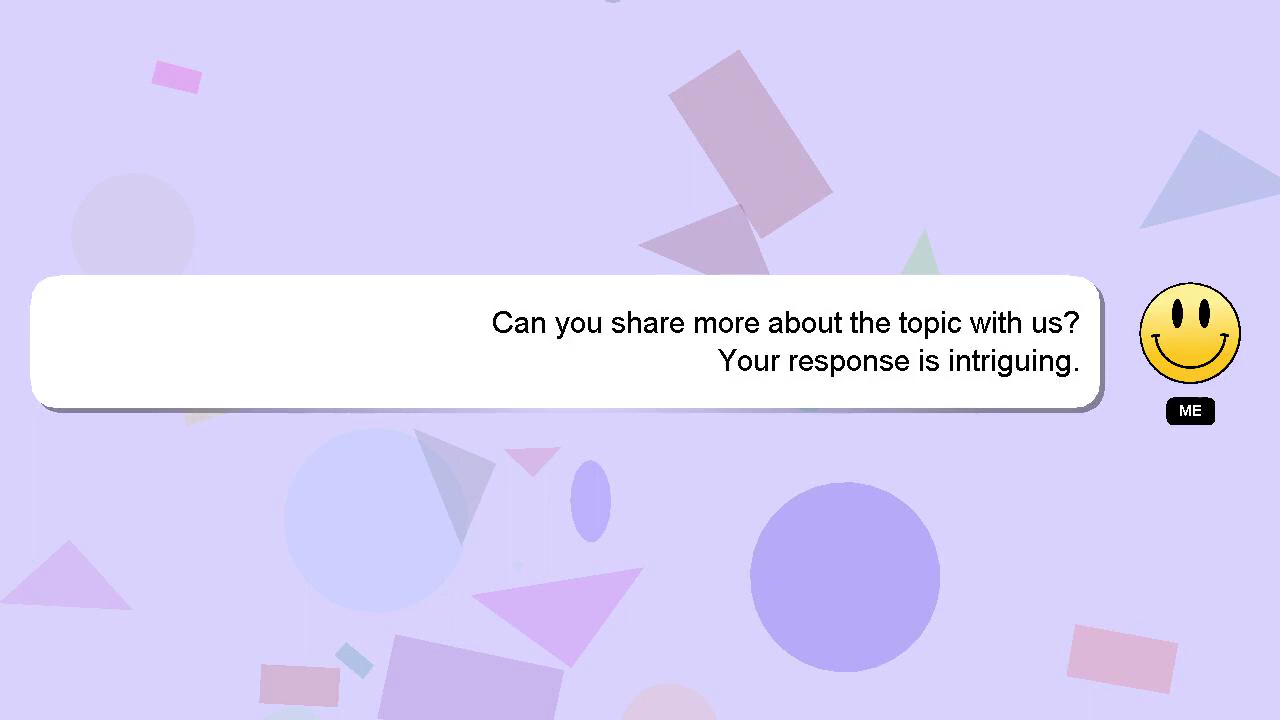 Can you share more about the topic with us?
Your response is intriguing.
ME